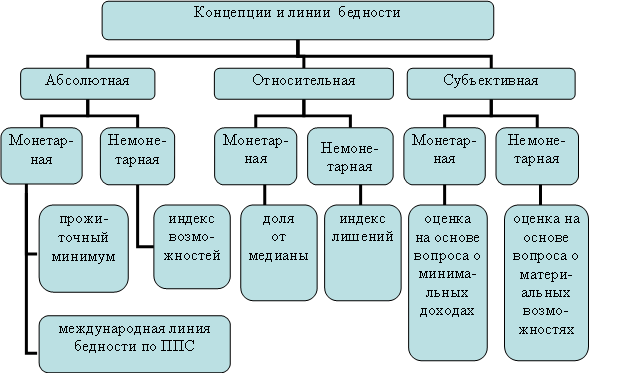 Концепции и линии бедности
Абсолютная
Относительная
Субъективная
Монетар-
ная
Немоне-
тарная
Монетар-
ная
Немоне-
тарная
Монетар-
ная
Немоне-
тарная
прожи-
точный
минимум
индекс
возмо-
жностей
доля
от
медианы
индекс
лишений
оценка
на основе
вопроса о
минима-
льных
доходах
оценка на
основе
вопроса о
матери-
альных
возмо-
жностях
международная линия
бедности по ППС